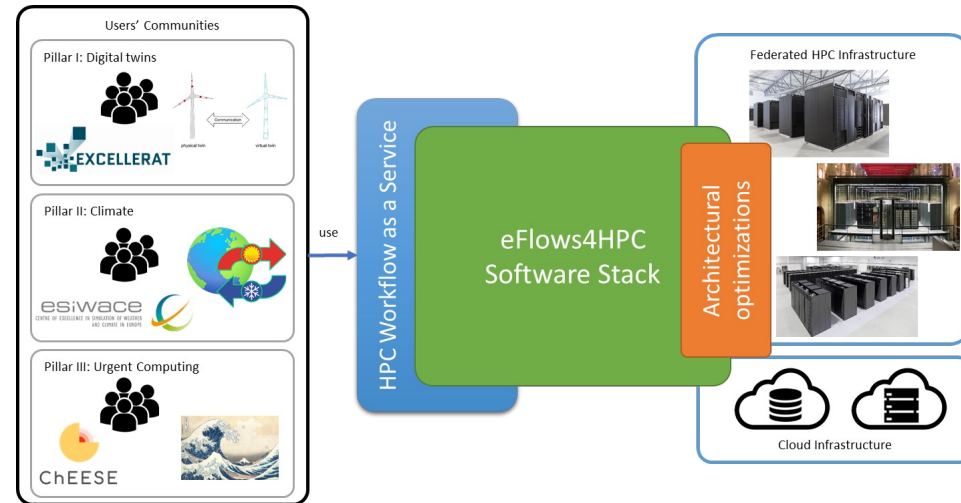 Users' Communities
Pillar I: Digital twins
Communication
physical twin
virtual twin
EXCELLERAT
Pillar II: Climate
esiwace
CENTRE OF EXCELLENCE IN SIMULATION OF WEATHER
AND CLIMATE IN EUROPE
Pillar III: Urgent Computing
ChEESE
use
HPC Workflow as a Service
eFlows4HPC
Software Stack
Architectural
optimizations
Federated HPC Infrastructure
Cloud Infrastructure